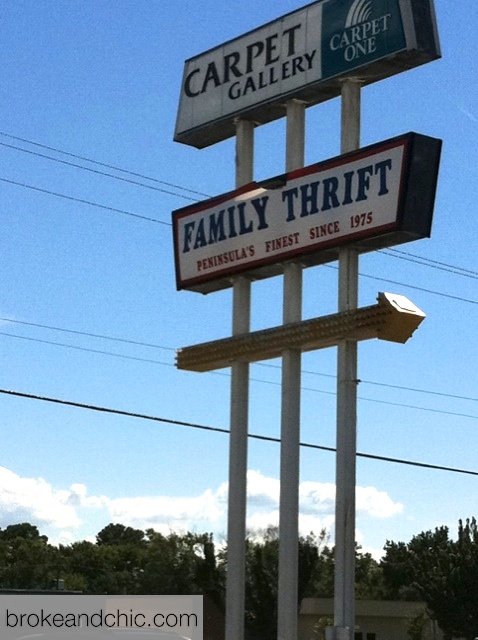 CARPET
GALLERY
CARPET
ONE
FAMILY THRIFT
PENINSULA'S FINEST SINCE 1975
brokeandchic.com